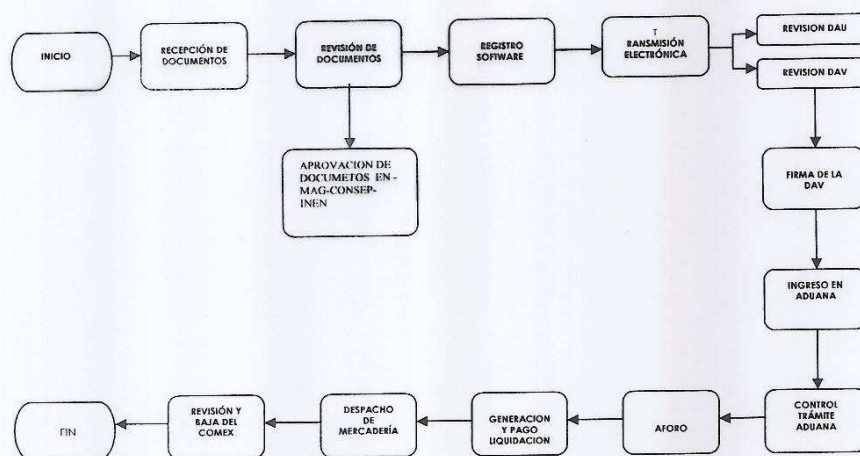 INICIO
RECEPCIÓN DE
DOCUMENTOS
REVISIÓN DE
DOCUMENTOS
REGISTRO
SOFTWARE
T
RANSMISIÓN
ELECTRÓNICA
REVISION DAU
REVISION DAV
APROVACION DE
DOCUMETOS EN -
MAG-CONSEP-
INEN
FIRMA DE LA
DAV
INGRESO EN
ADUANA
CONTROL
TRÁMITE
ADUANA
AFORO
GENERACION
Y PAGO
LIQUIDACION
DESPACHO
DE
MERCADERÍA
REVISIÓN Y
BAJA DEL
COMEX
FIN